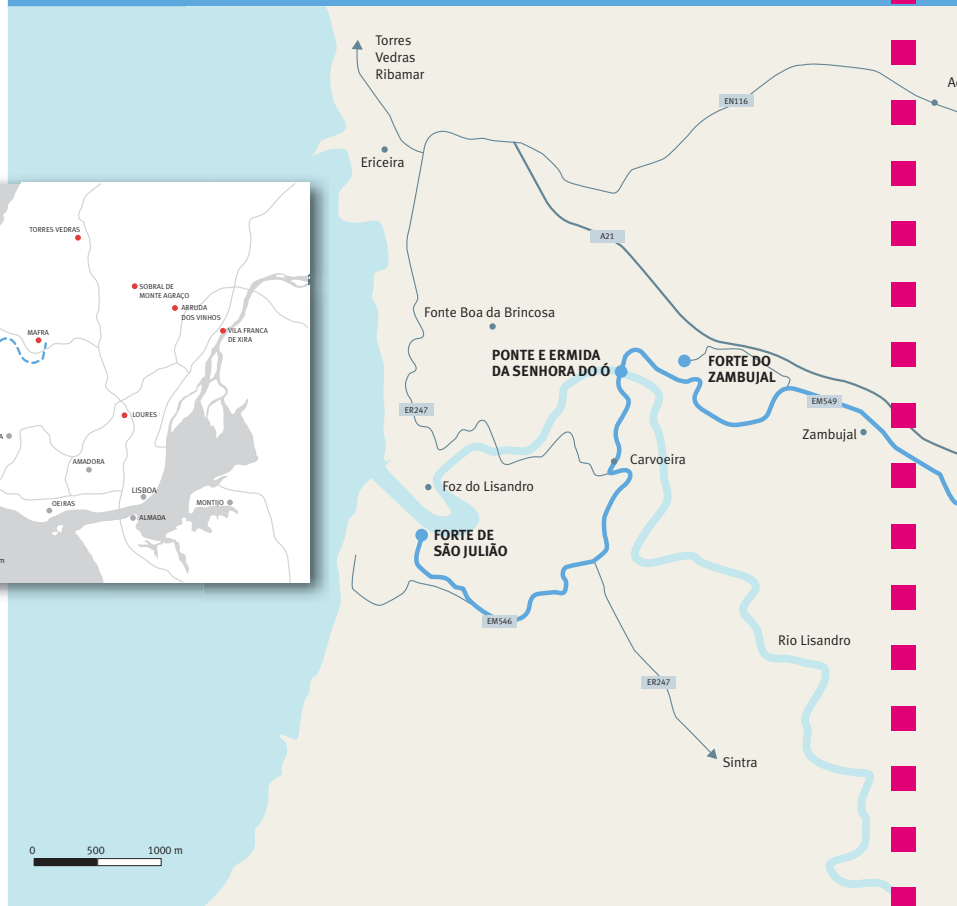 Torres
Vedras
Ribamar
EN116
Ericeira
A21
TORRES VEDRAS
SOBRAL DE
MONTE AGRAÇO
ARRUDA
DOS VINHOS
VILA FRANCA
DE XIRA
MAFRA
LOURES
AMADORA
LISBOA
OEIRAS
MONTIJO
ALMADA
Fonte Boa da Brincosa
PONTE E ERMIDA
DA SENHORA DO Ó
FORTE DO
ZAMBUJAL
ER247
EM549
Zambujal
Carvoeira
Foz do Lisandro
FORTE DE
SÃO JULIÃO
EM546
Rio Lisandro
ER247
Sintra
0 500 1000 m